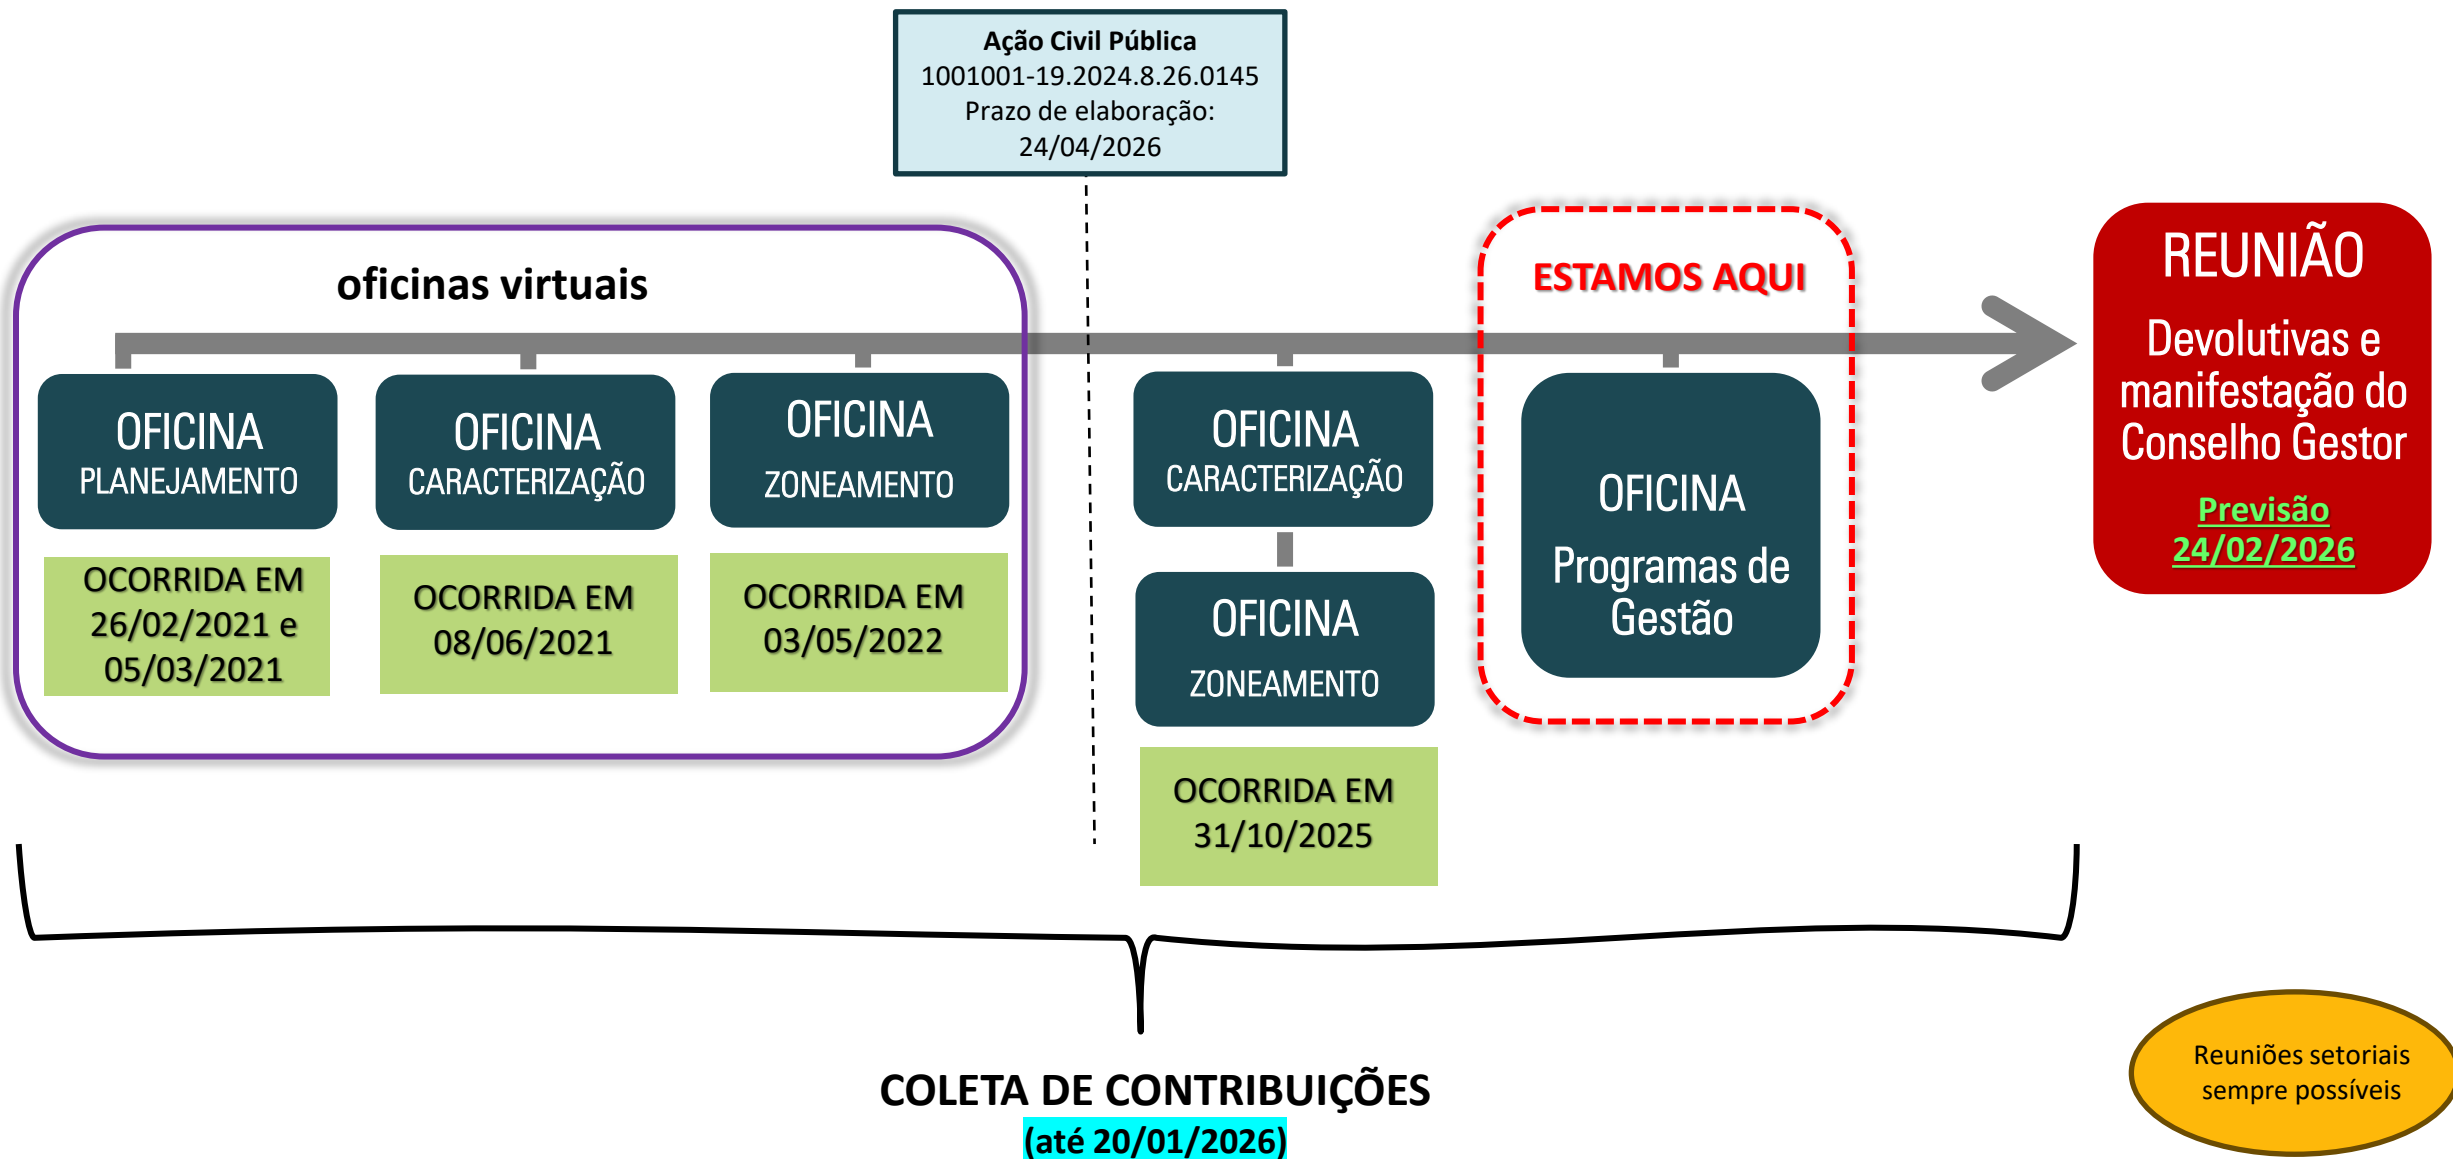 Ação Civil Pública
1001001-19.2024.8.26.0145
Prazo de elaboração:
24/04/2026
oficinas virtuais
OFICINA
PLANEJAMENTO
OCORRIDA EM
26/02/2021 e
05/03/2021
OFICINA
CARACTERIZAÇÃO
OCORRIDA EM
08/06/2021
OFICINA
ZONEAMENTO
OCORRIDA EM
03/05/2022
OFICINA
CARACTERIZAÇÃO
OFICINA
ZONEAMENTO
OCORRIDA EM
31/10/2025
ESTAMOS AQUI
OFICINA
Programas de
Gestão
REUNIÃO
Devolutivas e
manifestação do
Conselho Gestor
Previsão
24/02/2026
COLETA DE CONTRIBUIÇÕES
(até 20/01/2026)
Reuniões setoriais
sempre possíveis